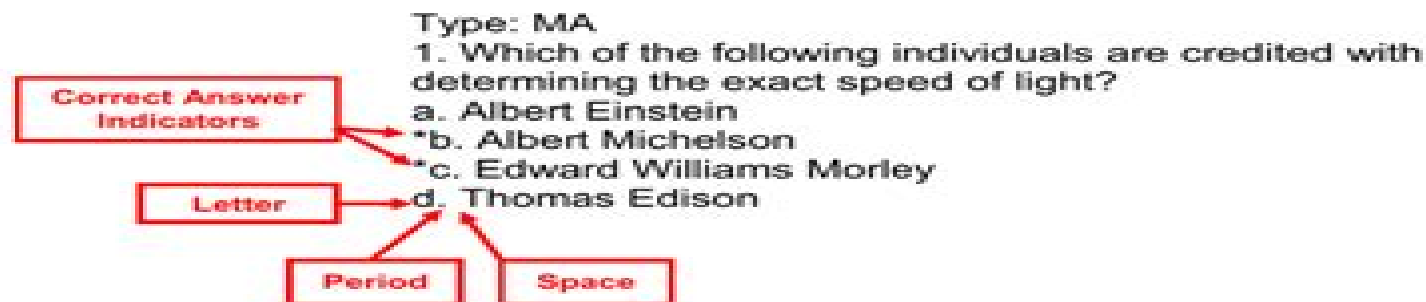 Type: MA
1. Which of the following individuals are credited with
determining the exact speed of light?
a. Albert Einstein
*b. Albert Michelson
*c. Edward Williams Morley
d. Thomas Edison
Correct Answer
Indicators
Letter
Period
Space